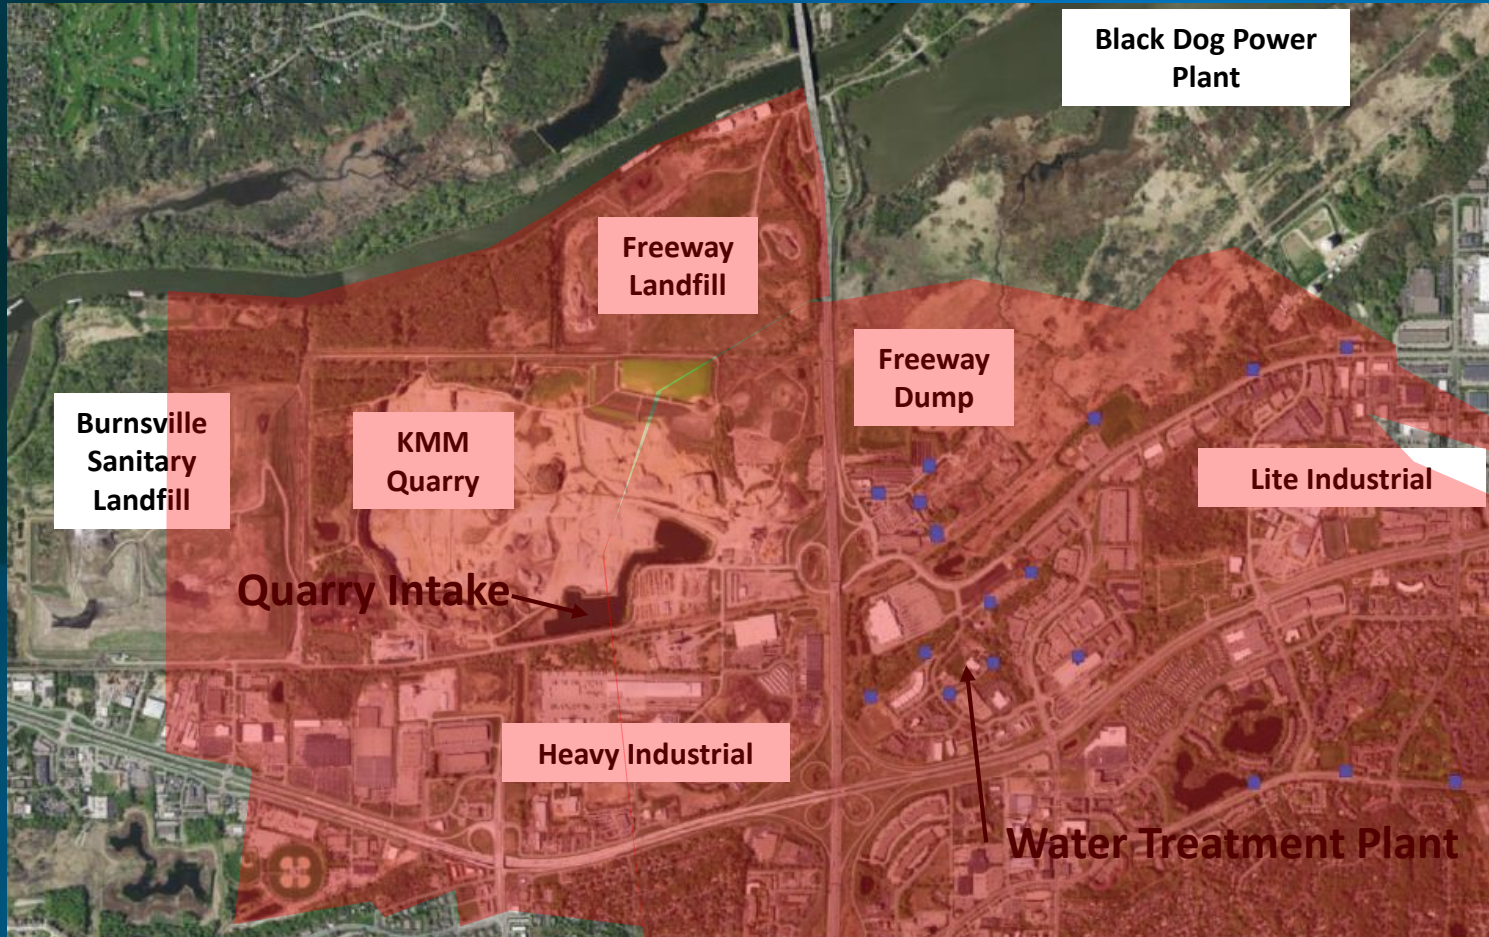 Black Dog Power
Plant
Freeway
Landfill
Freeway
Dump
Burnsville
Sanitary
Landfill
KMM
Quarry
Lite Industrial
Quarry Intake
Heavy Industrial
Water Treatment Plant